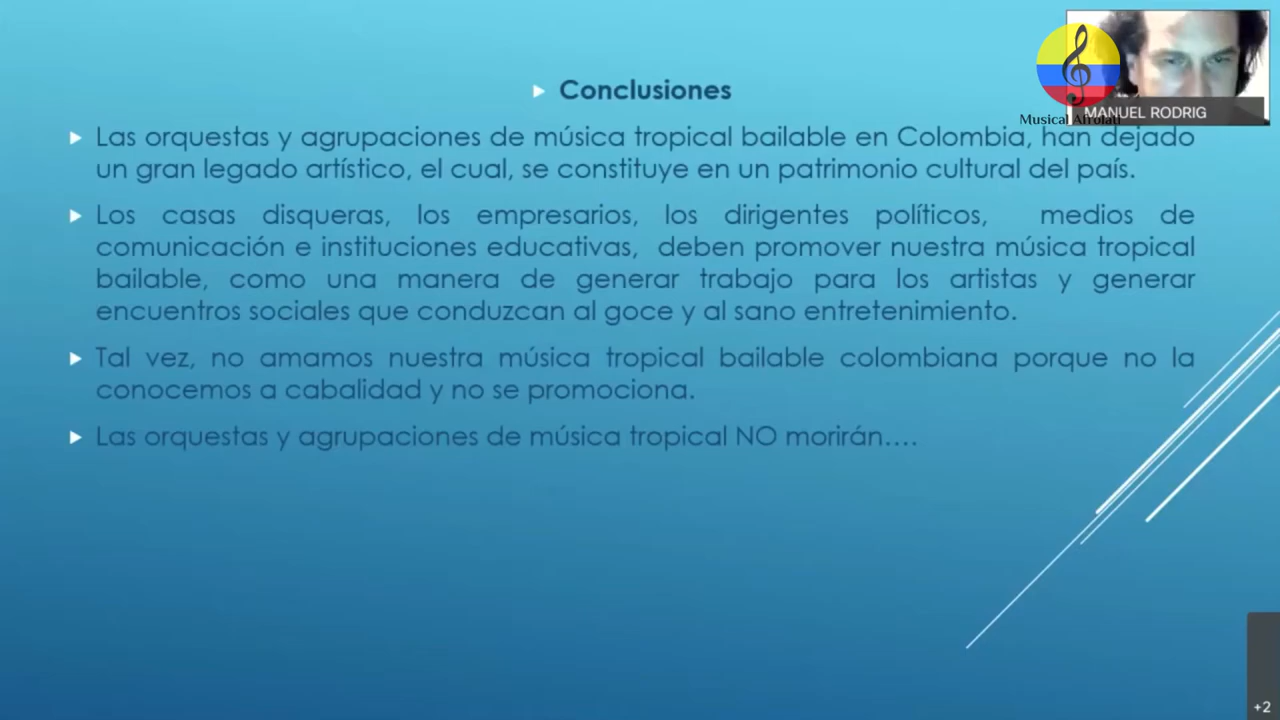 Conclusiones
Las orquestas y agrupaciones de música tropical bailable en Colombia, han dejado
un gran legado artístico, el cual, se constituye en un patrimonio cultural del país.
Los casas disqueras, los empresarios, los dirigentes políticos, medios de
comunicación e instituciones educativas, deben promover nuestra música tropical
bailable, como una manera de generar trabajo para los artistas y generar
encuentros sociales que conduzcan al goce y al sano entretenimiento.
Tal vez, no amamos nuestra música tropical bailable colombiana porque no la
conocemos a cabalidad y no se promociona.
Las orquestas y agrupaciones de música tropical NO morirán....
MANUEL RODRIG
Musical
+2